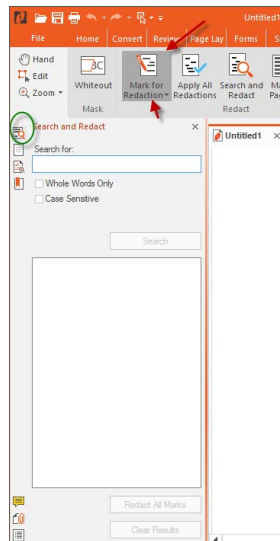 Untitled1
File Home Convert Review Page Lay Forms
Hand
Edit
Zoom
BC
Whiteout
Mark for
Redaction
Apply All
Redactions
Search and
Redact
Mask
Redact
Search and Redact
Untitled1
Search for:
Whole Words Only
Case Sensitive
Search
Redact All Marks
Clear Results